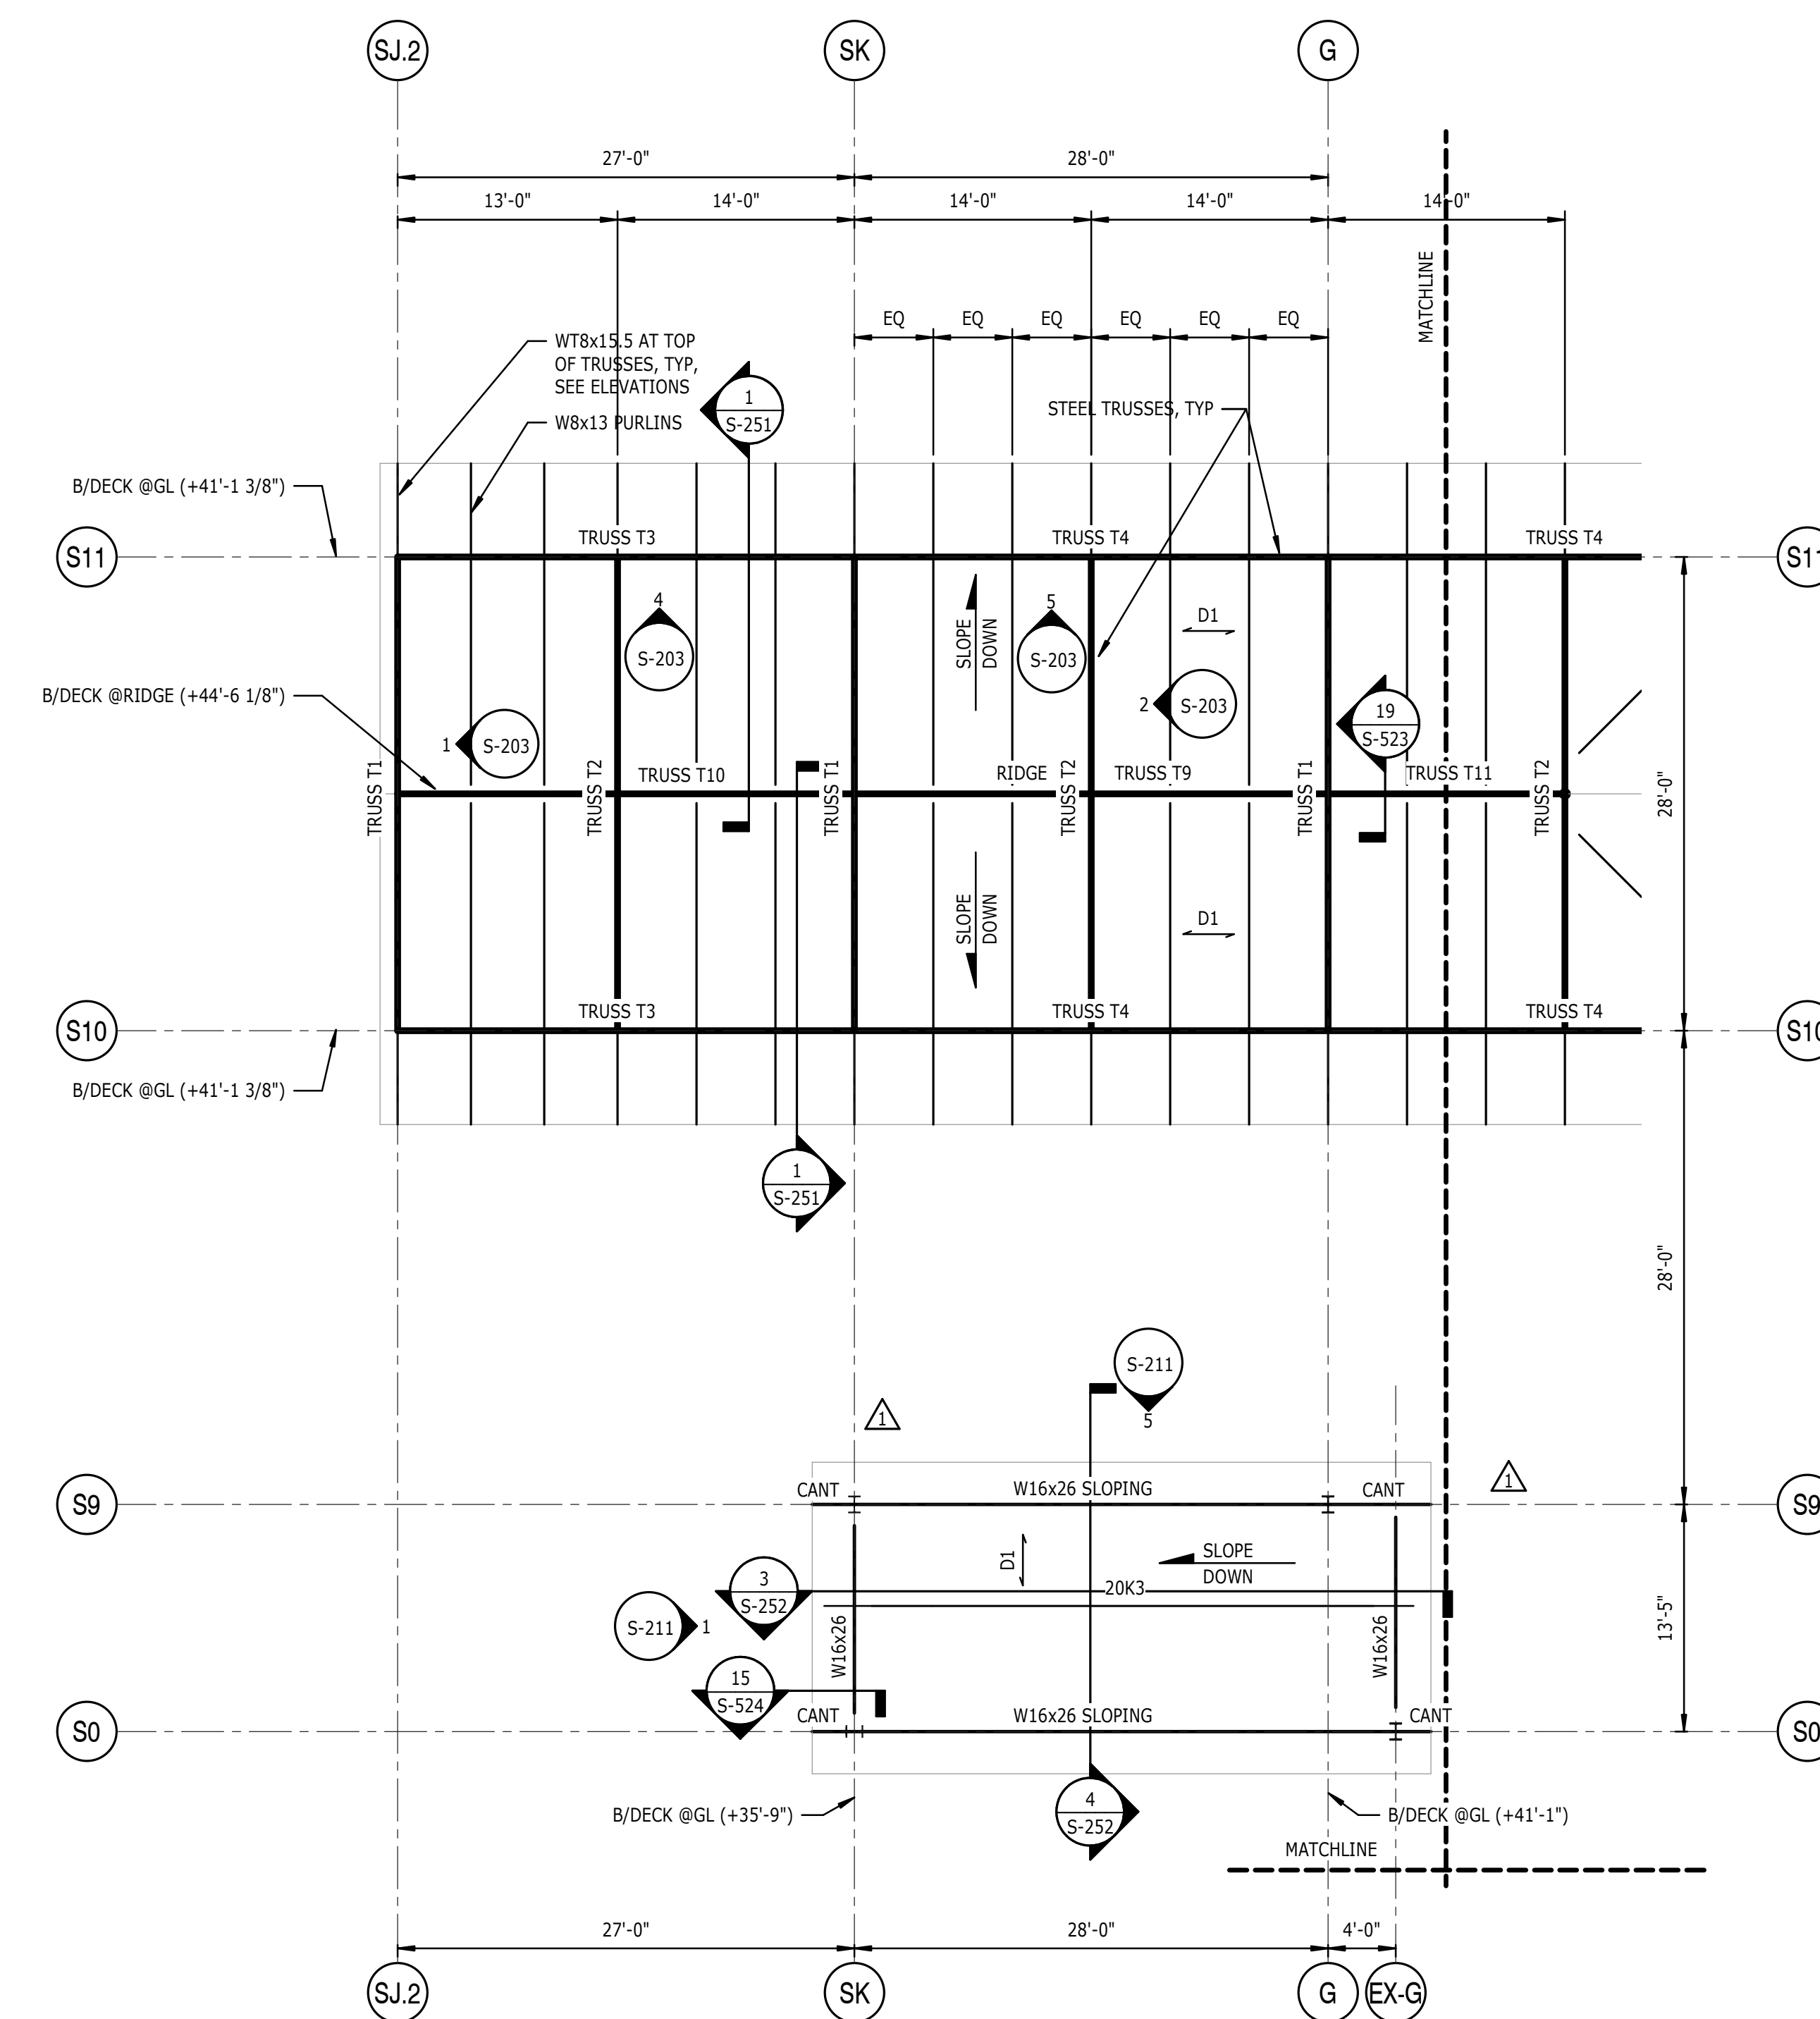 SJ.2
SK
G
27'-0"
28'-0"
13'-0"
14'-0"
14'-0"
14'-0"
14'-0"
MATCHLINE
EQ
EQ
EQ
EQ
EQ
EQ
WT8x15.5 AT TOP
OF TRUSSES, TYP,
SEE ELEVATIONS
W8x13 PURLINS
1
S-251
STEEL TRUSSES, TYP
B/DECK @GL (+41'-1 3/8")
S11
TRUSS T3
TRUSS T4
TRUSS T4
S11
4
S-203
SLOPE
DOWN
5
S-203
D1
B/DECK @RIDGE (+44'-6 1/8")
1
S-203
2
S-203
19
S-523
TRUSS T1
TRUSS T2
TRUSS T10
TRUSS T1
RIDGE
TRUSS T2
TRUSS T9
TRUSS T1
TRUSS T11
TRUSS T2
28'-0"
SLOPE
DOWN
D1
S10
TRUSS T3
TRUSS T4
TRUSS T4
S10
B/DECK @GL (+41'-1 3/8")
1
S-251
28'-0"
S-211
5
1
1
S9
CANT
W16x26 SLOPING
CANT
S9
D1
SLOPE
DOWN
3
S-252
20K3
S-211
1
W16x26
W16x26
13'-5"
15
S-524
S0
CANT
W16x26 SLOPING
CANT
S0
B/DECK @GL (+35'-9")
4
S-252
B/DECK @GL (+41'-1")
MATCHLINE
27'-0"
28'-0"
4'-0"
SJ.2
SK
G
EX-G